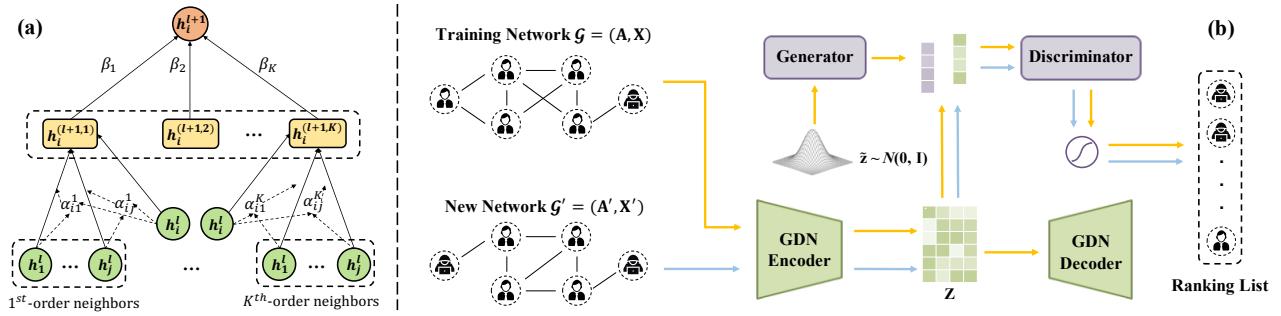 (a)
h_i^{l+1}
β_1
β_2
β_K
h_i^{(l+1,1)}
h_i^{(l+1,2)}
...
h_i^{(l+1,K)}
α_{i1}^1
α_{ij}^1
h_i^l
h_i^l
α_{i1}^K
α_{ij}^K
h_1^l
...
h_j^l
...
h_1^l
...
h_j^l
1^{st}-order neighbors
K^{th}-order neighbors
Training Network 𝒢 = (A, X)
New Network 𝒢′ = (A′, X′)
Generator
z̃ ~ N(0, I)
Discriminator
GDN
Encoder
Z
GDN
Decoder
(b)
Ranking List